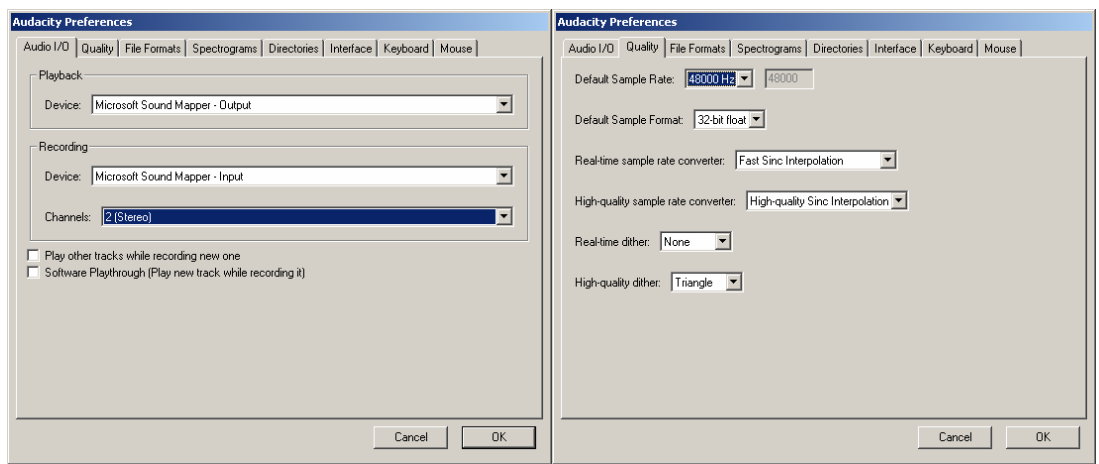 Audacity Preferences
Audio I/O Quality File Formats Spectrograms Directories Interface Keyboard Mouse
Playback
Device: Microsoft Sound Mapper - Output
Recording
Device: Microsoft Sound Mapper - Input
Channels: 2 (Stereo)
Play other tracks while recording new one
Software Playthrough (Play new track while recording it)
Cancel OK
Audacity Preferences
Audio I/O Quality File Formats Spectrograms Directories Interface Keyboard Mouse
Default Sample Rate: 48000 Hz 48000
Default Sample Format: 32-bit float
Real-time sample rate converter: Fast Sinc Interpolation
High-quality sample rate converter: High-quality Sinc Interpolation
Real-time dither: None
High-quality dither: Triangle
Cancel OK